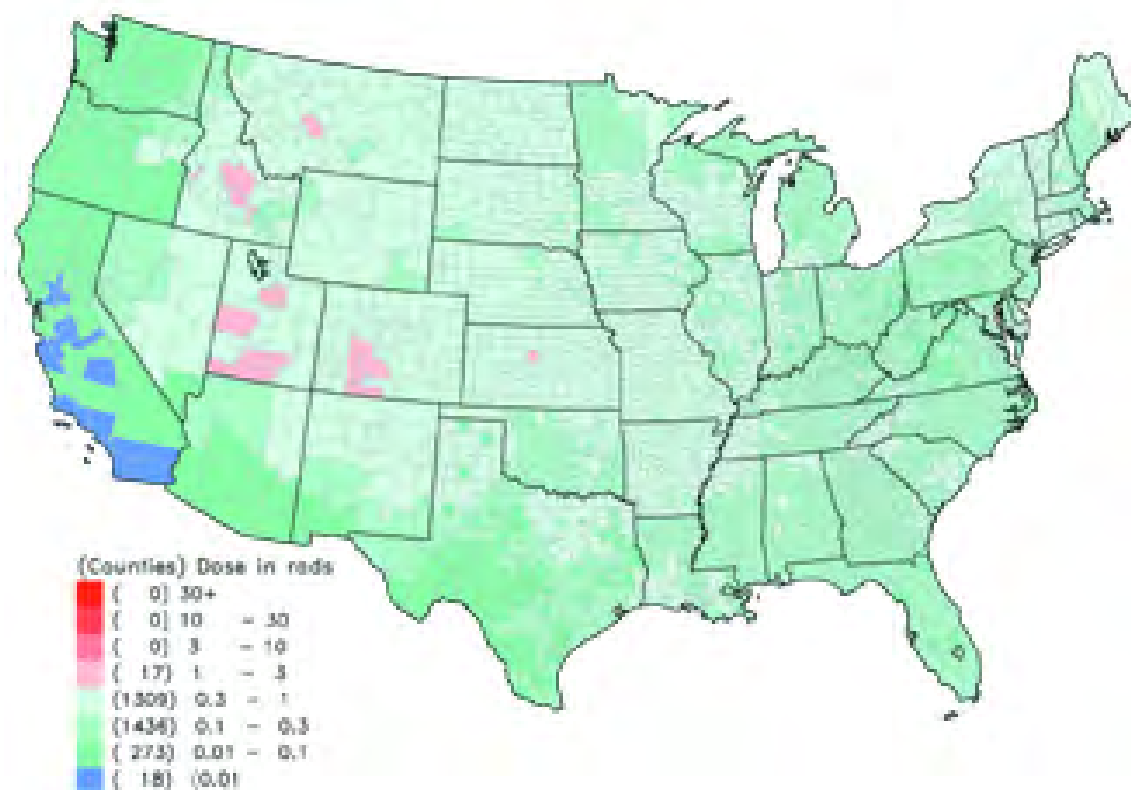 (Counties) Dose in rads
( 0) 30+
( 0) 10 - 30
( 0) 3 - 10
( 17) 1 - 3
(1309) 0.3 - 1
(1436) 0.1 - 0.3
( 273) 0.01 - 0.1
( 18) (0.01